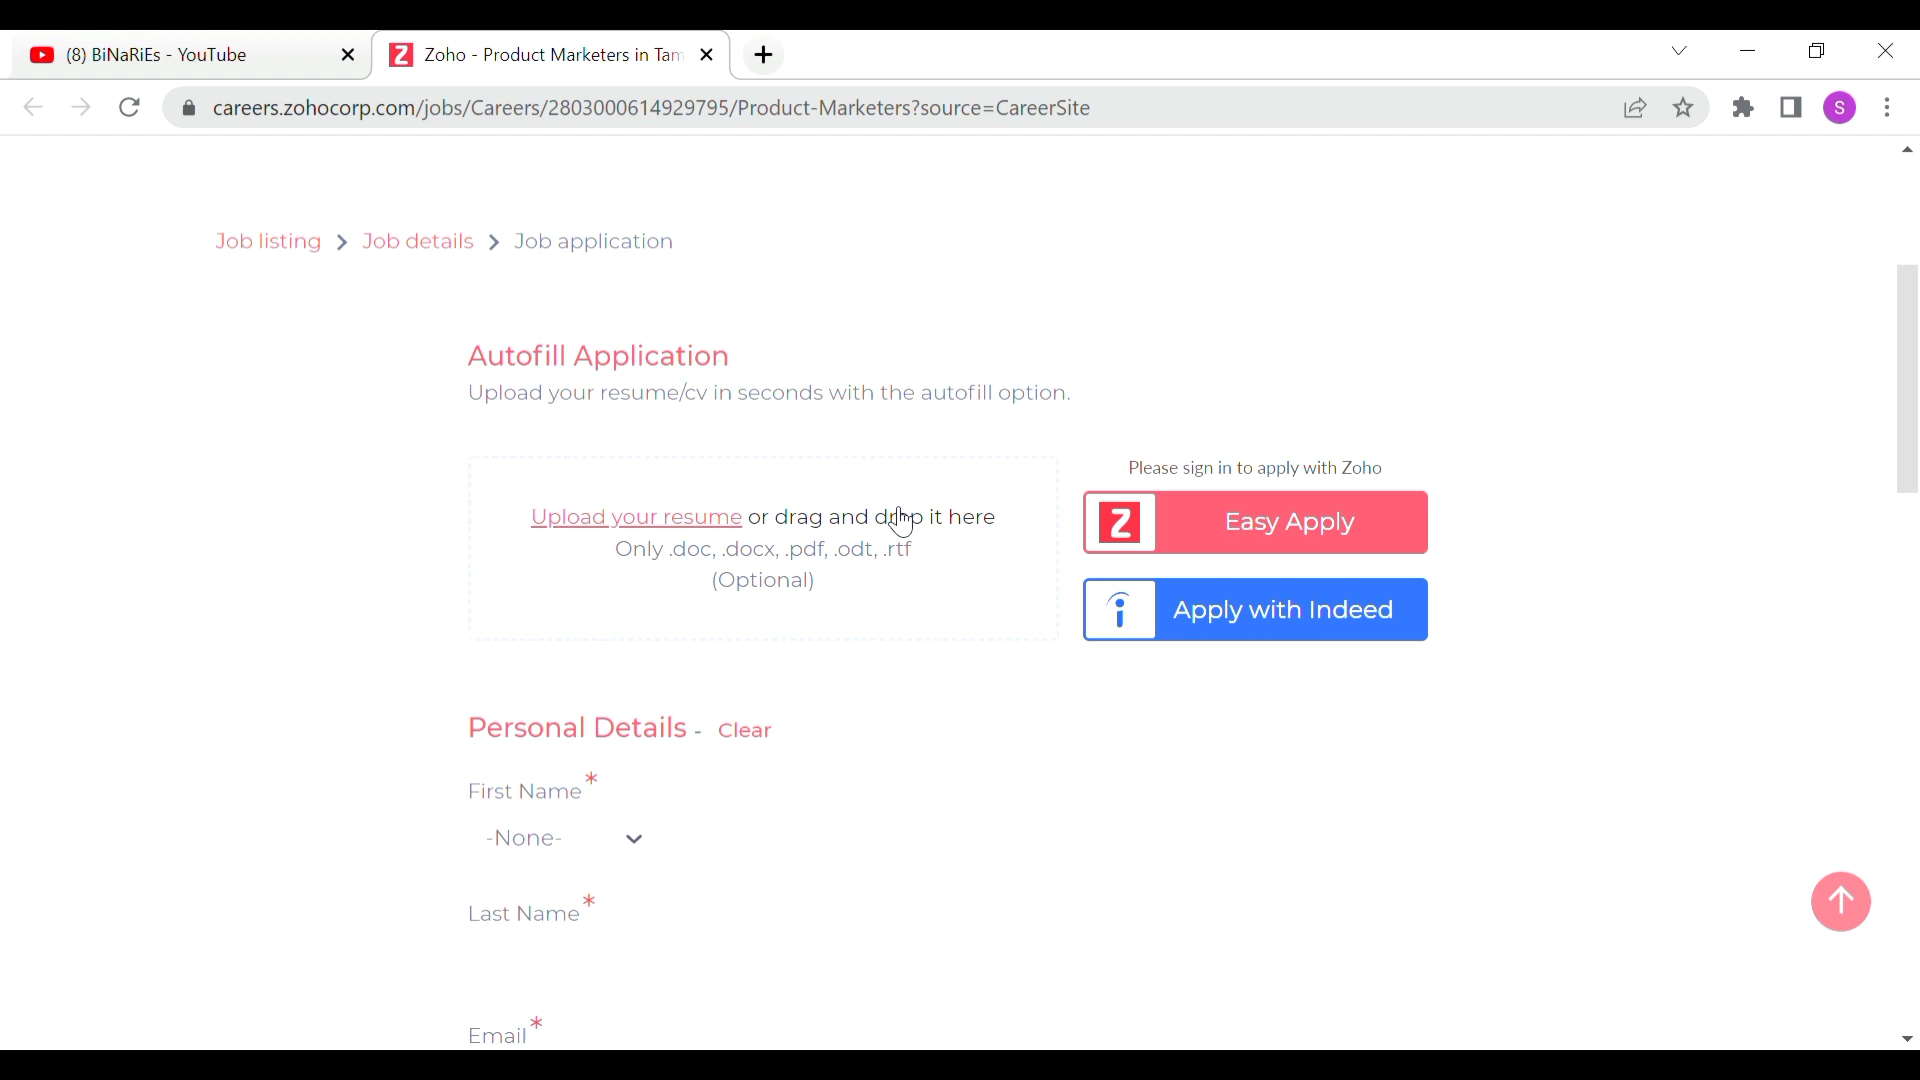 (8) BiNaRiEs - YouTube
Zoho - Product Marketers in Tam
careers.zohocorp.com/jobs/Careers/2803000614929795/Product-Marketers?source=CareerSite
S
Job listing > Job details > Job application
Autofill Application
Upload your resume/cv in seconds with the autofill option.
Upload your resume or drag and drop it here
Only .doc, .docx, .pdf, .odt, .rtf
(Optional)
Please sign in to apply with Zoho
Z Easy Apply
Apply with Indeed
Personal Details - Clear
First Name *
-None-
Last Name *
Email *